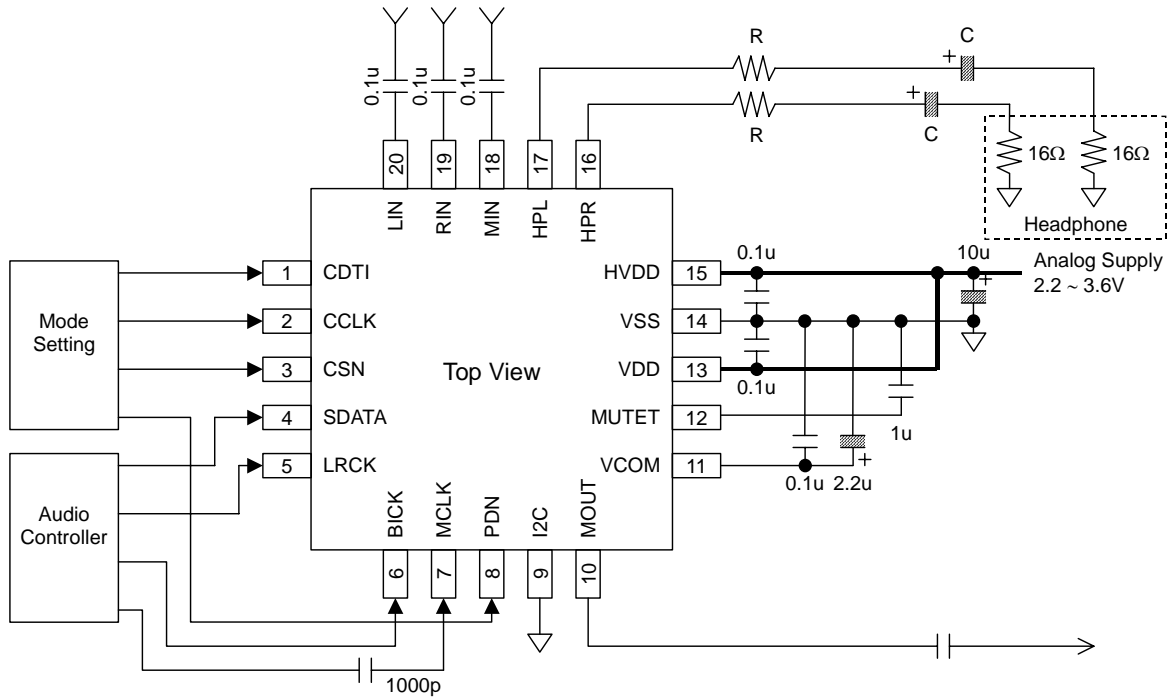 0.1u
0.1u
0.1u
R
C
+
R
C
+
16Ω
16Ω
Headphone
20
19
18
17
16
LIN
RIN
MIN
HPL
HPR
Mode
Setting
Audio
Controller
1
CDTI
2
CCLK
3
CSN
4
SDATA
5
LRCK
Top View
HVDD
15
VSS
14
VDD
13
MUTET
12
VCOM
11
0.1u
10u
+
Analog Supply
2.2 ~ 3.6V
0.1u
1u
0.1u
2.2u
+
BICK
MCLK
PDN
I2C
MOUT
6
7
8
9
10
1000p